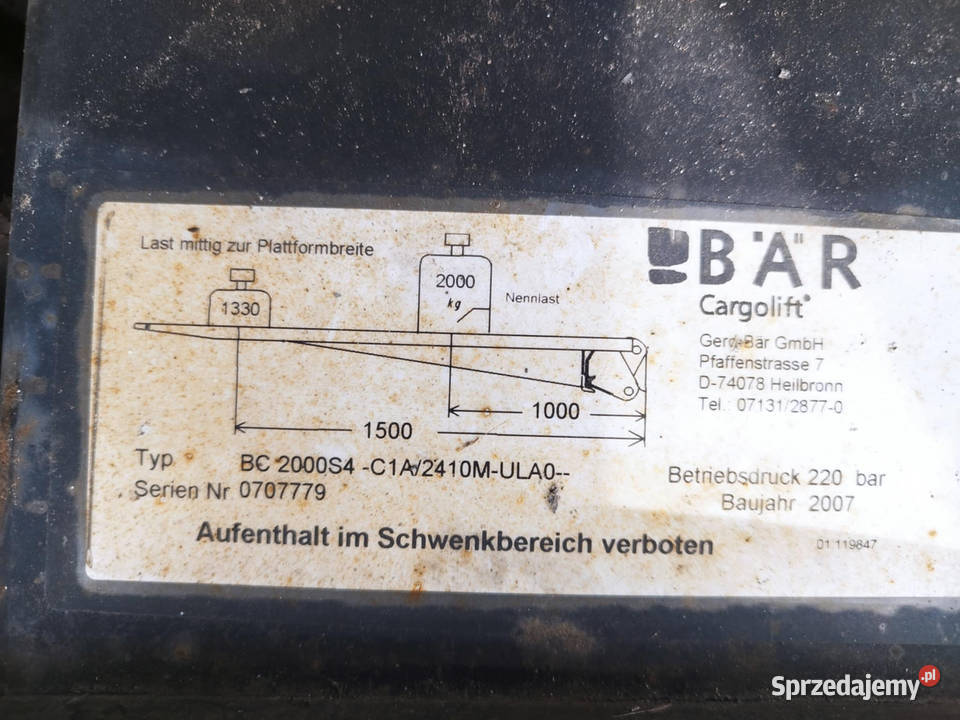 Last mittig zur Plattformbreite
1330
2000
kg
Nennlast
BÄR
Cargolift®
Gerd Bär GmbH
Pfaffenstrasse 7
D-74078 Heilbronn
Tel.: 07131/2877-0
1000
1500
Typ BC 2000S4 -C1A/2410M-ULA0--
Serien Nr 0707779
Betriebsdruck 220 bar
Baujahr 2007
Aufenthalt im Schwenkbereich verboten
01 119847
Sprzedajemy.pl